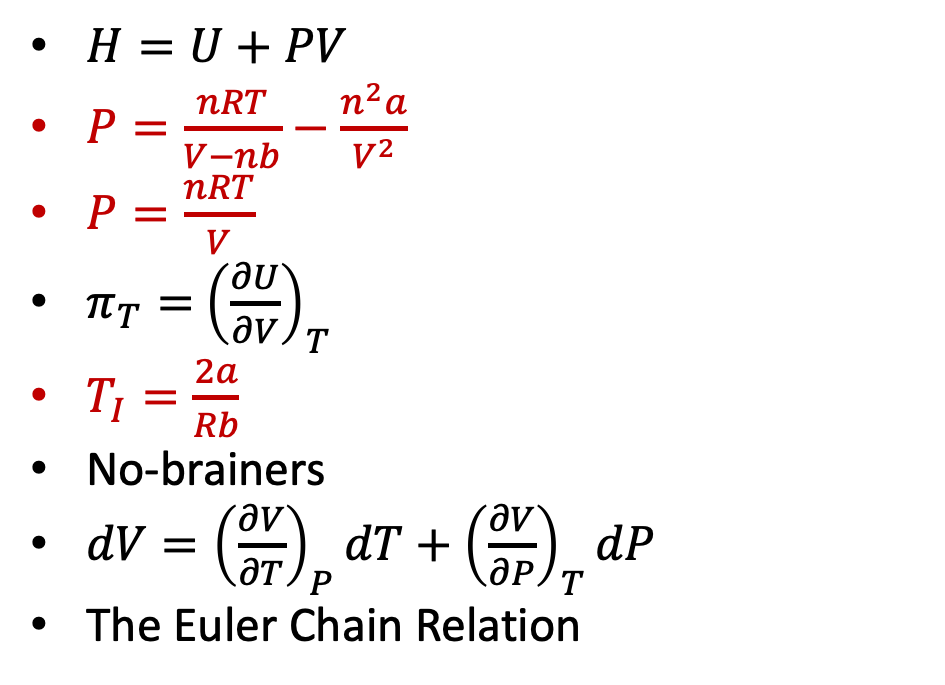 • H = U + PV
• P = nRT/(V−nb) − n²a/V²
• P = nRT/V
• π_T = (∂U/∂V)_T
• T_I = 2a/Rb
• No-brainers
• dV = (∂V/∂T)_P dT + (∂V/∂P)_T dP
• The Euler Chain Relation